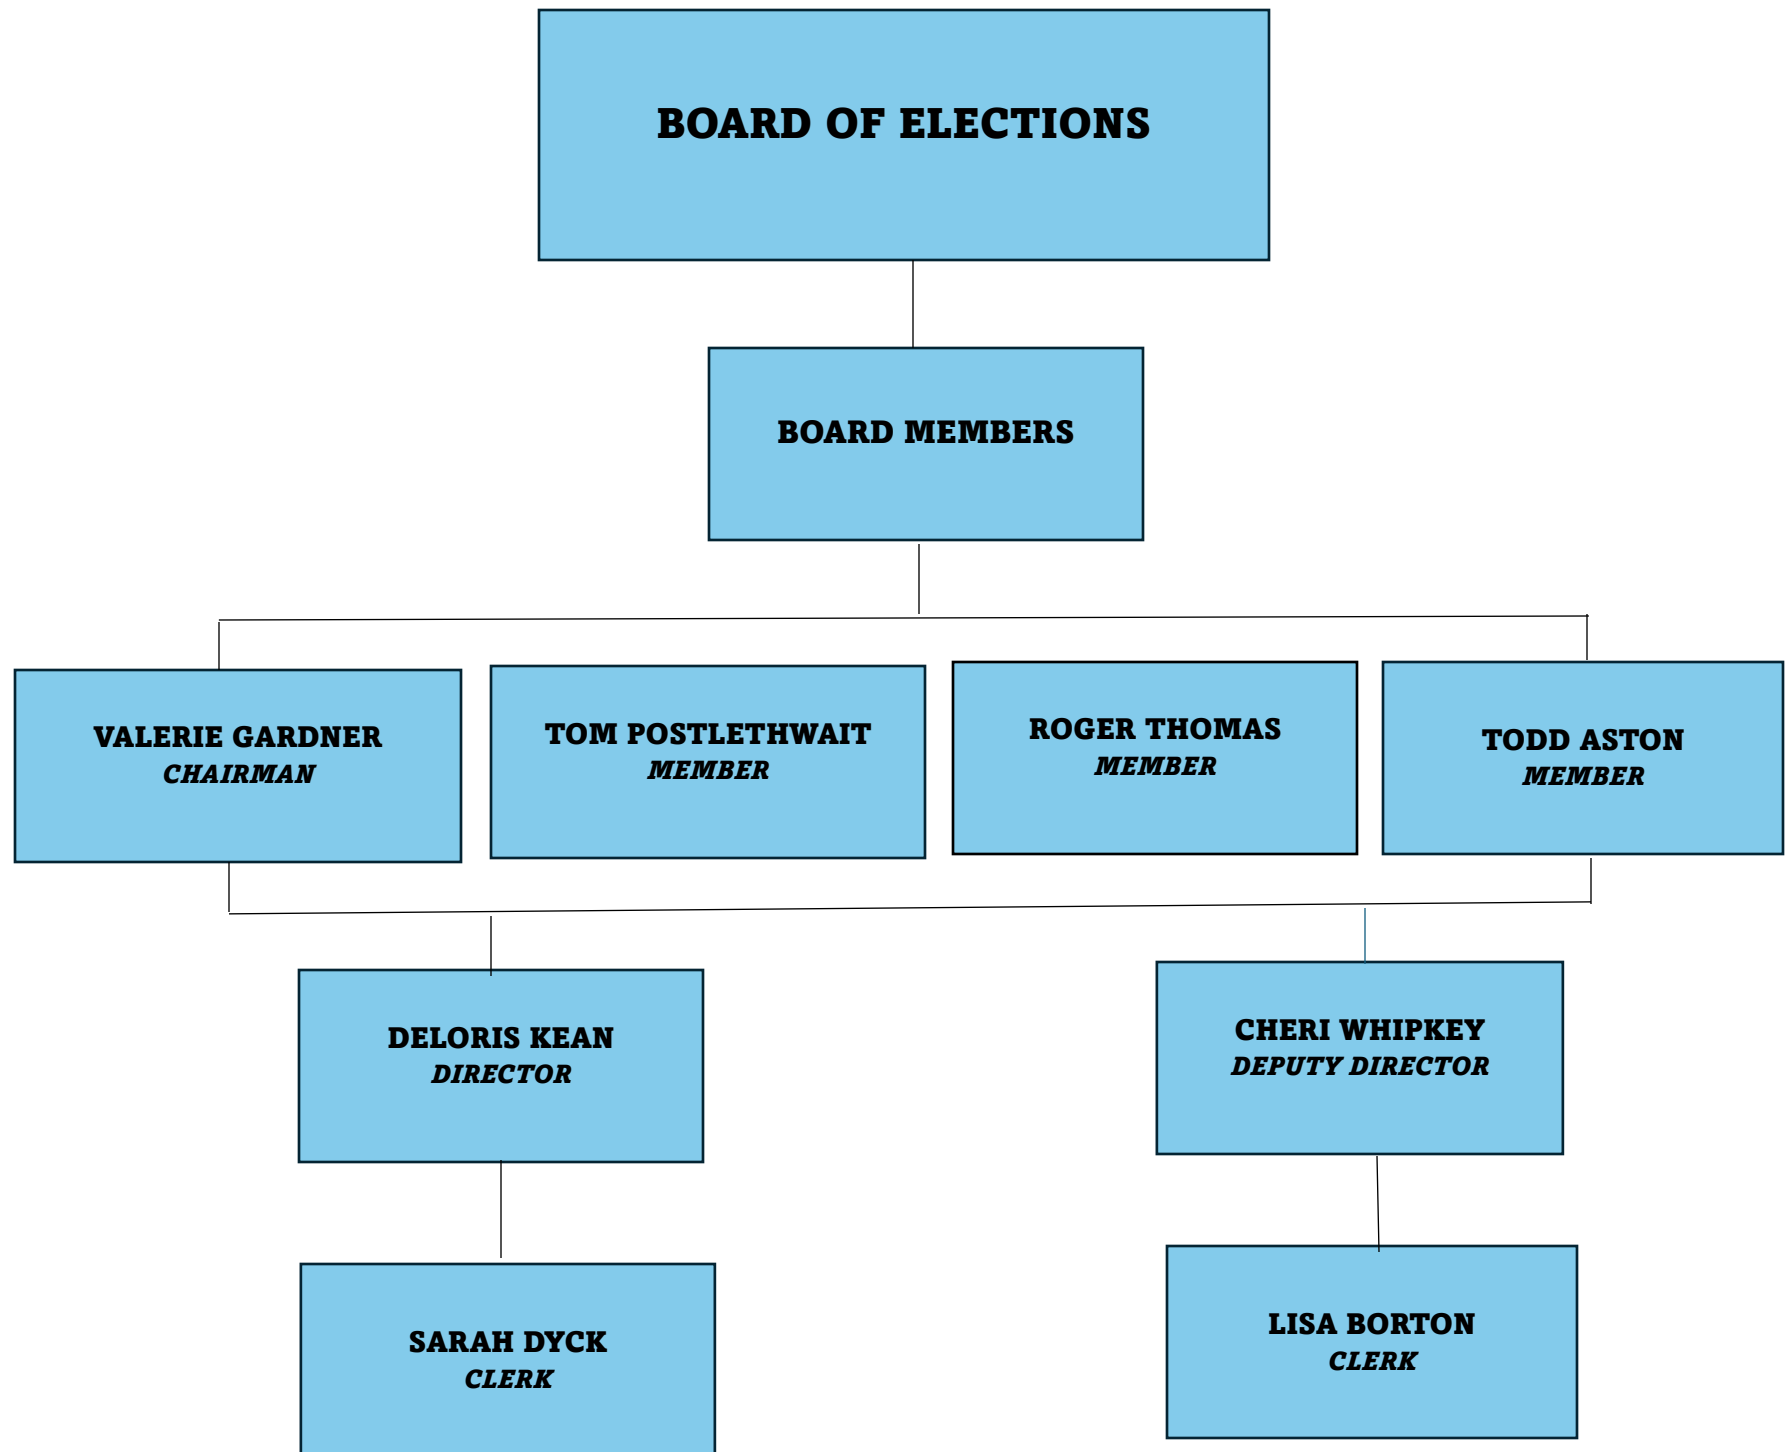 BOARD OF ELECTIONS
BOARD MEMBERS
VALERIE GARDNER
CHAIRMAN
TOM POSTLETHWAIT
MEMBER
ROGER THOMAS
MEMBER
TODD ASTON
MEMBER
DELORIS KEAN
DIRECTOR
CHERI WHIPKEY
DEPUTY DIRECTOR
SARAH DYCK
CLERK
LISA BORTON
CLERK